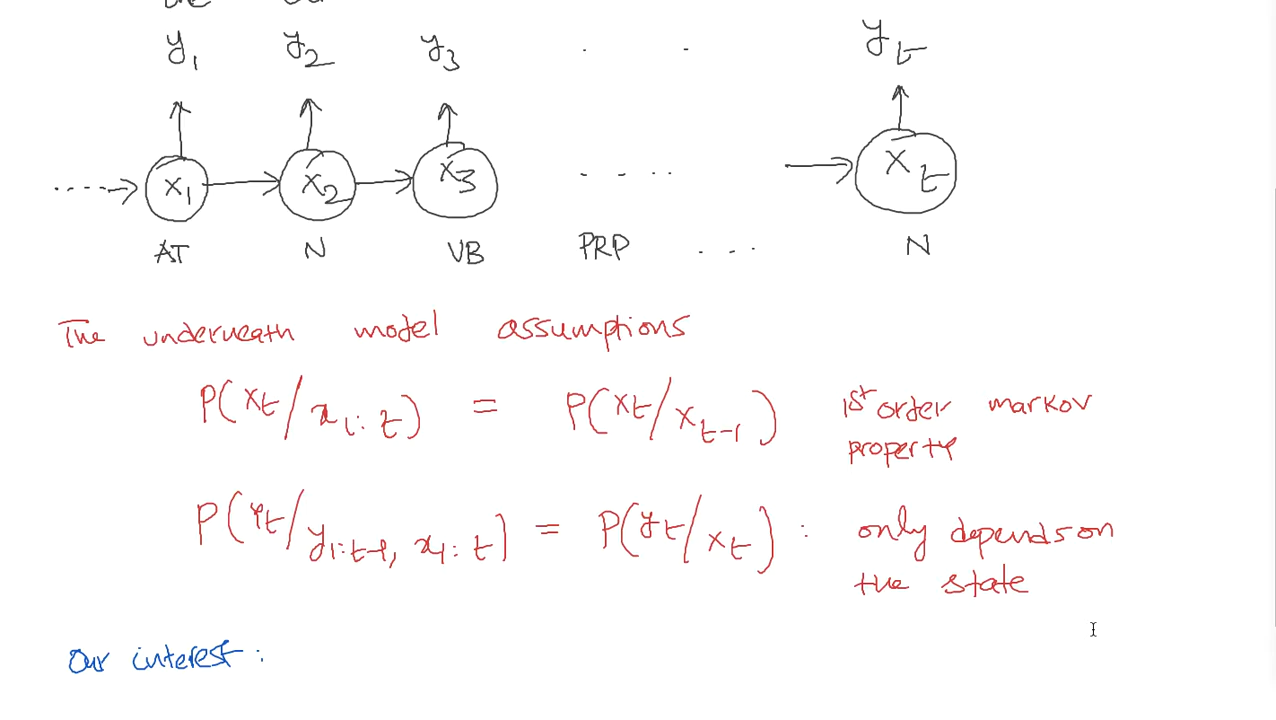 y1 y2 y3 . . yt
x1 x2 x3 - - . . xt
AT N VB PRP . - - . N
The underneath model assumptions
P(xt/x1:t) = P(xt/xt-1) 1st order markov
property
P(yt/y1:t-1, x1:t) = P(yt/xt) : only depends on
the state
Our interest :